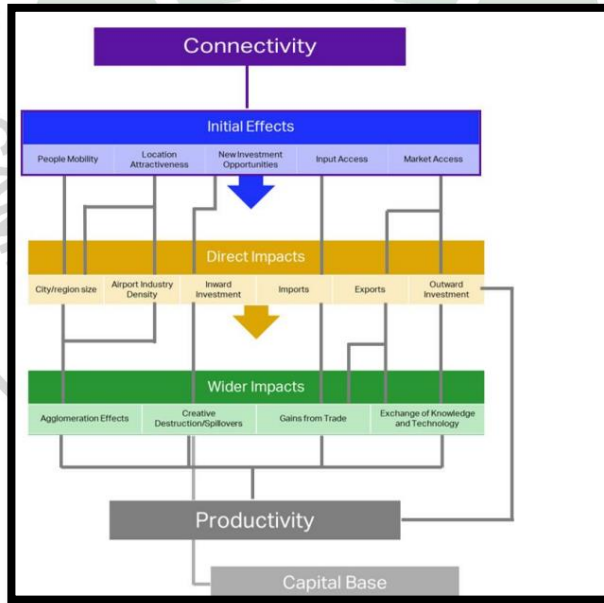 Connectivity
Initial Effects
People Mobility
Location
Attractiveness
New Investment
Opportunities
Input Access
Market Access
Direct Impacts
City/region size
Airport Industry
Density
Inward
Investment
Imports
Exports
Outward
Investment
Wider Impacts
Agglomeration Effects
Creative
Destruction/Spillovers
Gains from Trade
Exchange of Knowledge
and Technology
Productivity
Capital Base